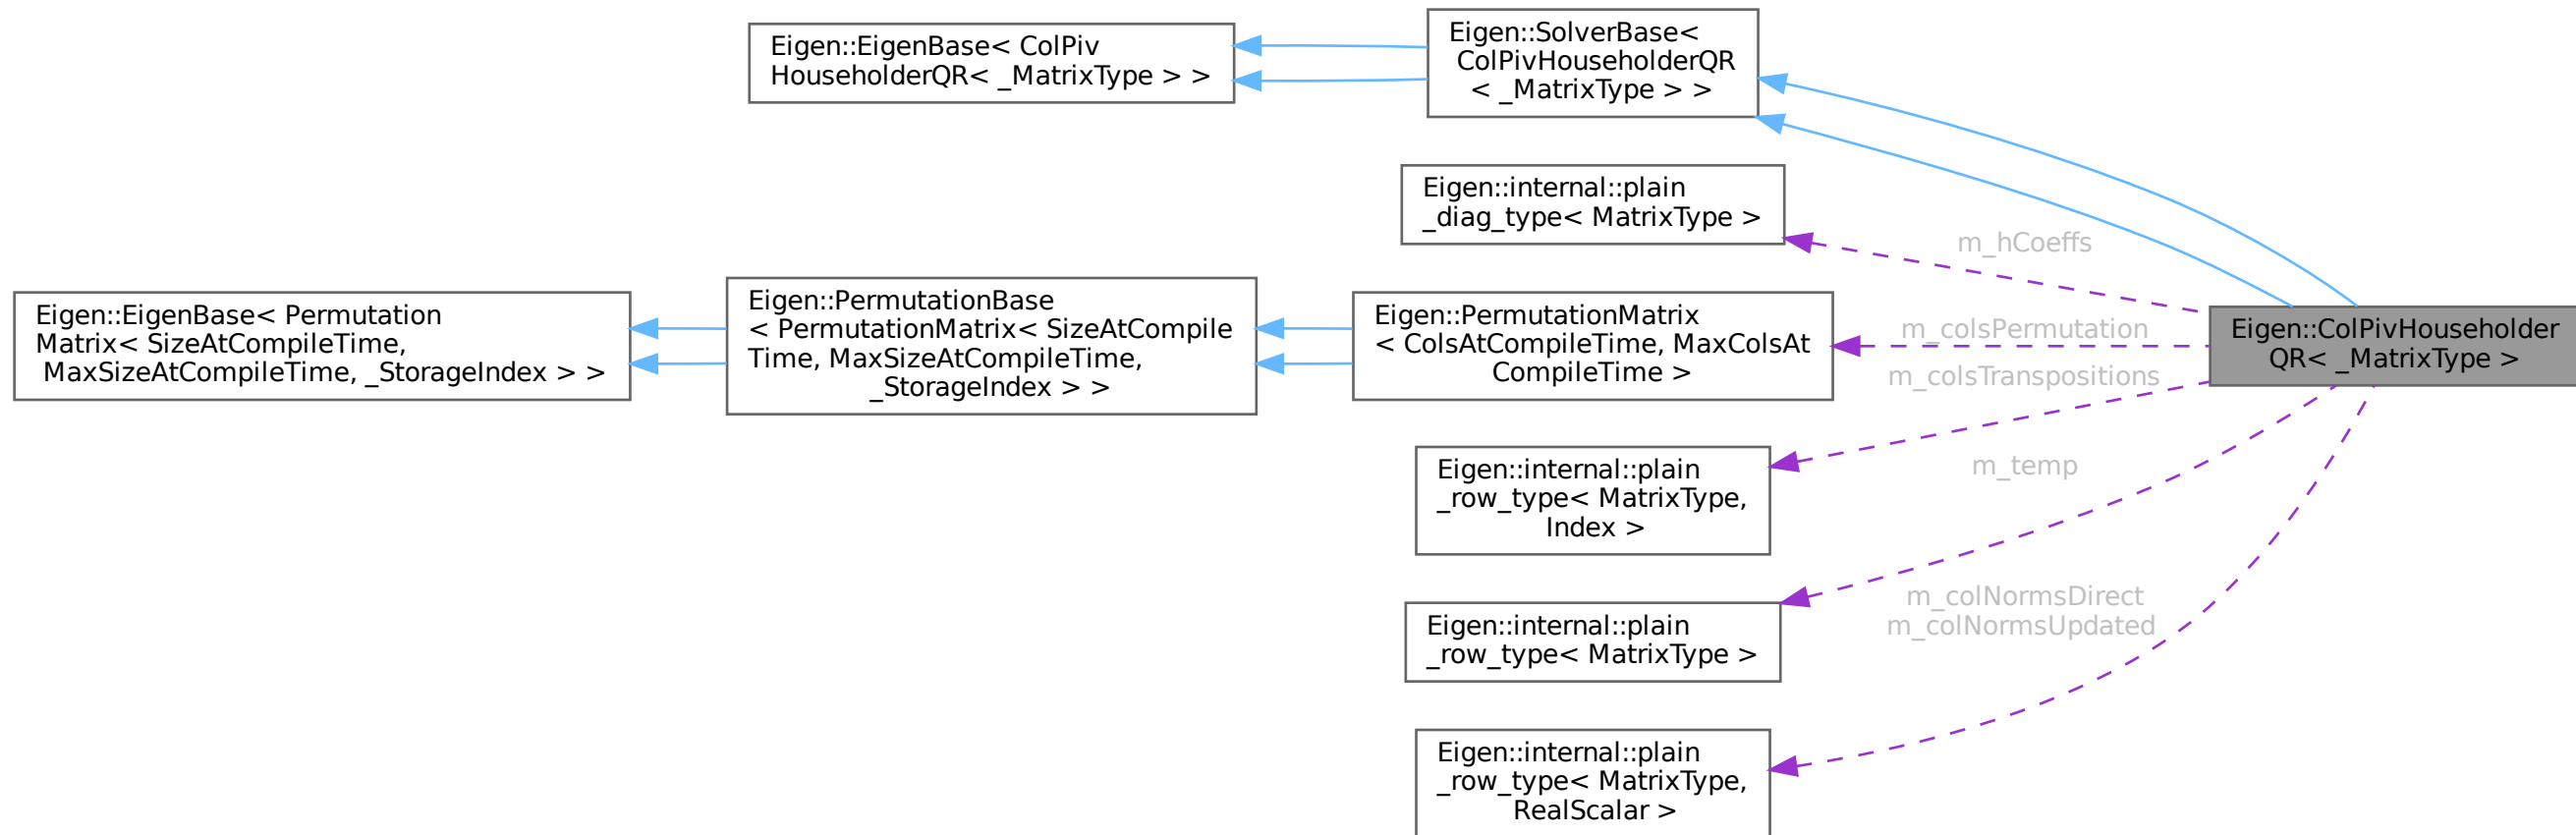 Eigen::EigenBase< ColPiv
HouseholderQR< _MatrixType > >
Eigen::SolverBase<
ColPivHouseholderQR
< _MatrixType > >
Eigen::internal::plain
_diag_type< MatrixType >
m_hCoeffs
Eigen::EigenBase< Permutation
Matrix< SizeAtCompileTime,
MaxSizeAtCompileTime, _StorageIndex > >
Eigen::PermutationBase
< PermutationMatrix< SizeAtCompile
Time, MaxSizeAtCompileTime,
_StorageIndex > >
Eigen::PermutationMatrix
< ColsAtCompileTime, MaxColsAt
CompileTime >
m_colsPermutation
Eigen::ColPivHouseholder
QR< _MatrixType >
m_colsTranspositions
Eigen::internal::plain
_row_type< MatrixType,
Index >
m_temp
Eigen::internal::plain
_row_type< MatrixType >
m_colNormsDirect
m_colNormsUpdated
Eigen::internal::plain
_row_type< MatrixType,
RealScalar >